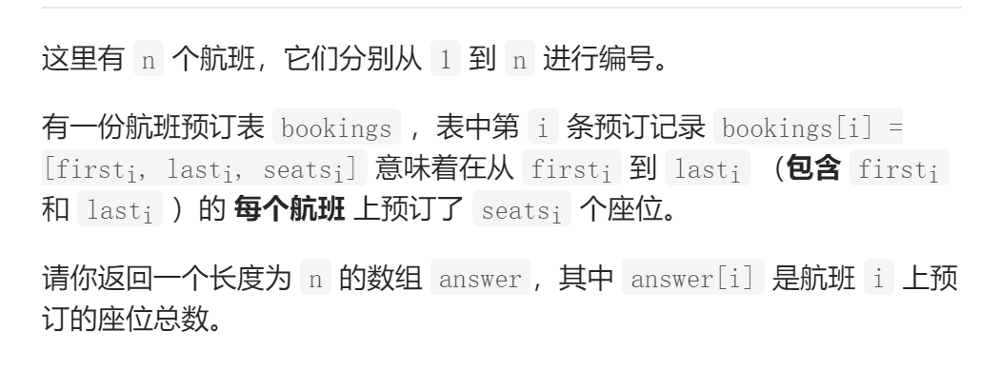 这里有 n 个航班，它们分别从 1 到 n 进行编号。
有一份航班预订表 bookings ，表中第 i 条预订记录 bookings[i] =
[firstᵢ, lastᵢ, seatsᵢ] 意味着在从 firstᵢ 到 lastᵢ （包含 firstᵢ
和 lastᵢ ）的 每个航班 上预订了 seatsᵢ 个座位。
请你返回一个长度为 n 的数组 answer，其中 answer[i] 是航班 i 上预
订的座位总数。